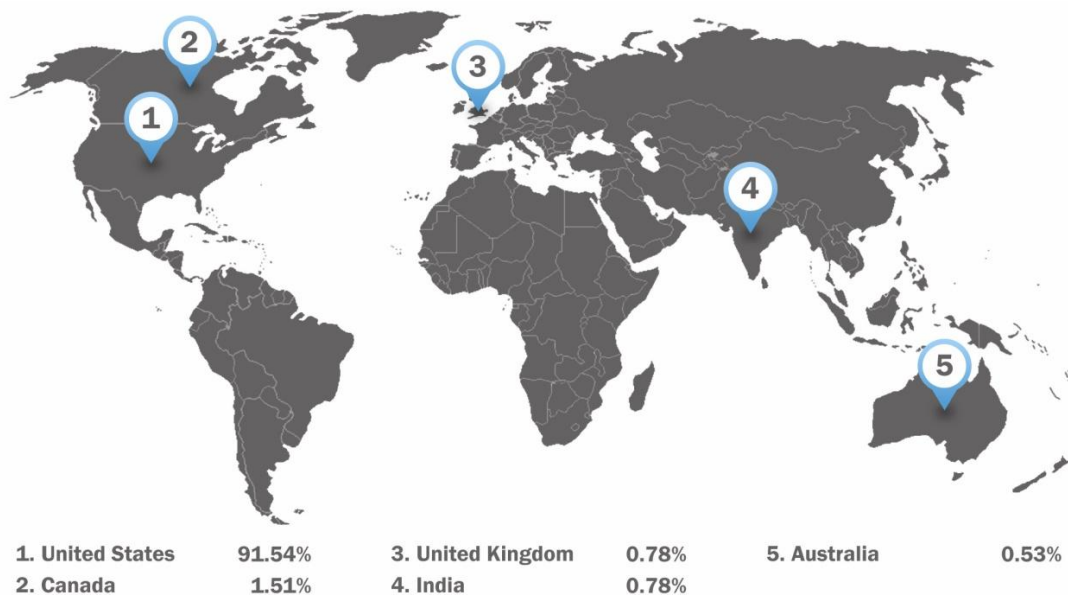 2
3
1
4
5
1. United States 91.54%
2. Canada 1.51%
3. United Kingdom 0.78%
4. India 0.78%
5. Australia 0.53%